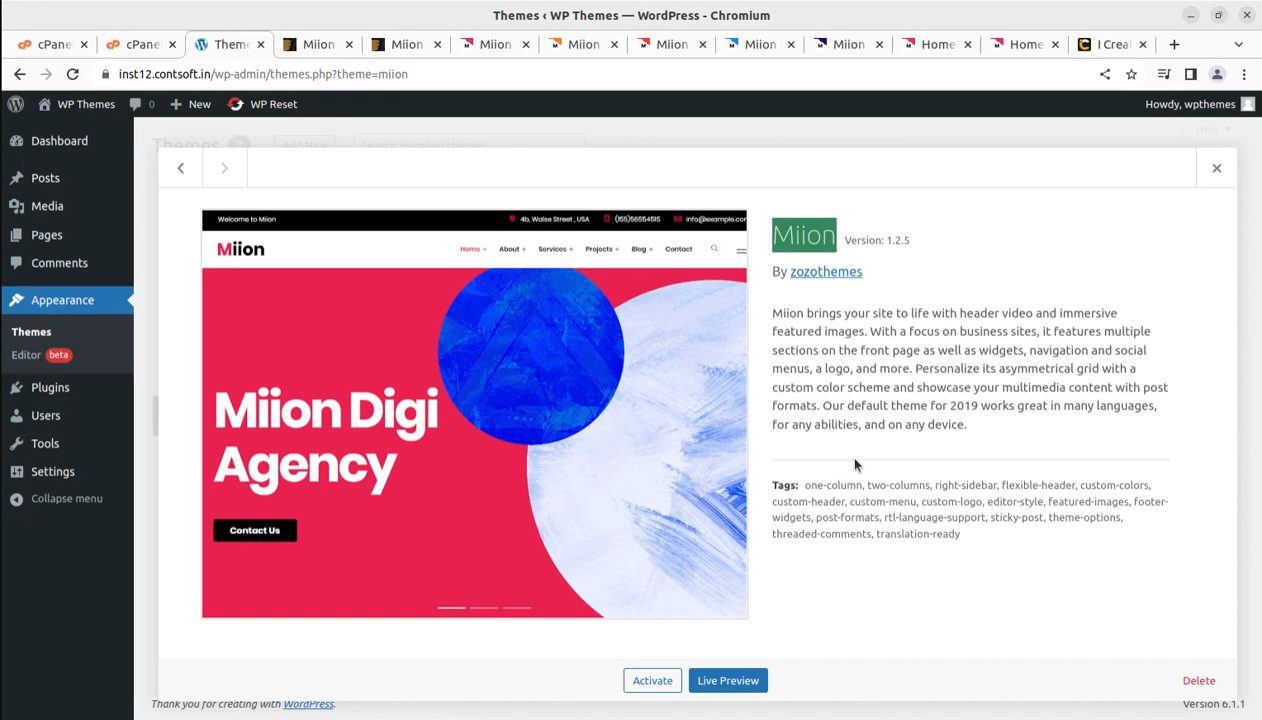 Themes ‹ WP Themes — WordPress - Chromium
cPanel cPane Them Miion Miion Miion Miion Miion Miion Miion Home Home I Crea
inst12.contsoft.in/wp-admin/themes.php?theme=miion
WP Themes 0 New WP Reset Howdy, wpthemes
Dashboard
Posts
Media
Pages
Comments
Appearance
Themes
Editor beta
Plugins
Users
Tools
Settings
Collapse menu
Themes Add New Search installed themes... Help
Welcome to Miion 4b, Walse Street , USA (155)56554515 info@example.com
Miion Home + About + Services + Projects + Blog + Contact
Miion Digi
Agency
Contact Us
Miion Version: 1.2.5
By zozothemes
Miion brings your site to life with header video and immersive
featured images. With a focus on business sites, it features multiple
sections on the front page as well as widgets, navigation and social
menus, a logo, and more. Personalize its asymmetrical grid with a
custom color scheme and showcase your multimedia content with post
formats. Our default theme for 2019 works great in many languages,
for any abilities, and on any device.
Tags: one-column, two-columns, right-sidebar, flexible-header, custom-colors,
custom-header, custom-menu, custom-logo, editor-style, featured-images, footer-
widgets, post-formats, rtl-language-support, sticky-post, theme-options,
threaded-comments, translation-ready
Activate Live Preview Delete
Thank you for creating with WordPress. Version 6.1.1